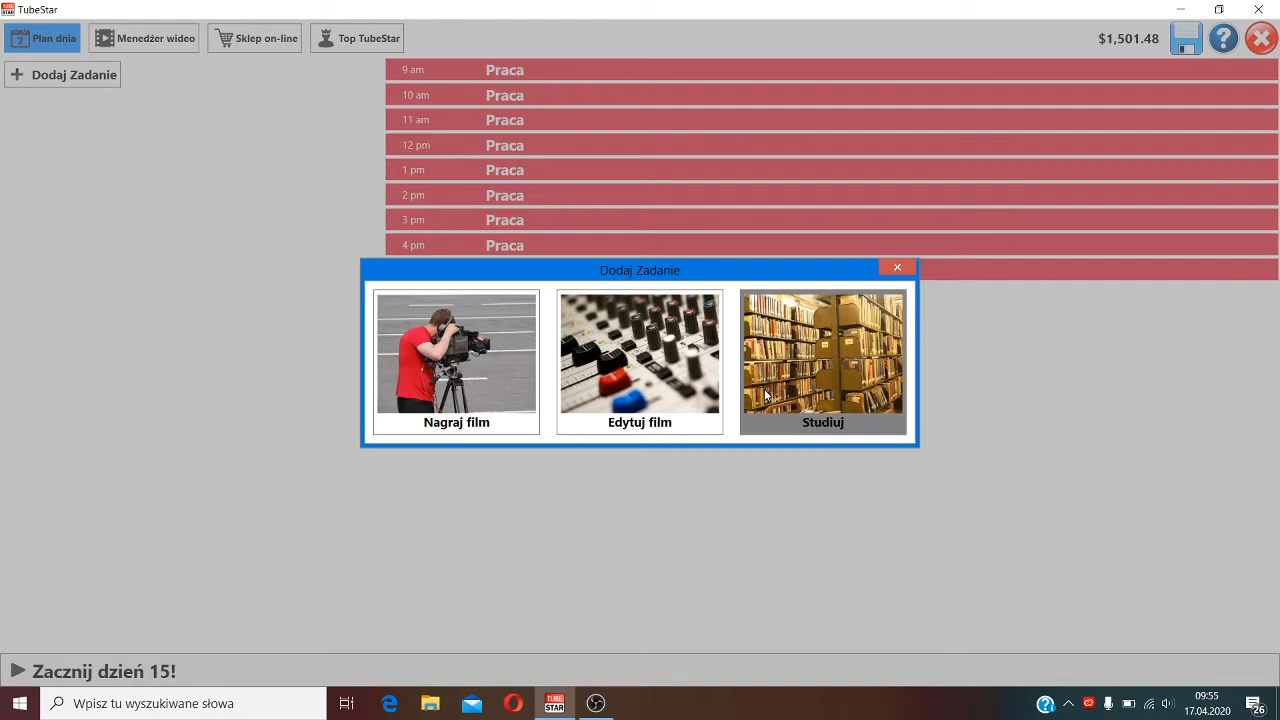 TubeStar
Plan dnia
Menedżer wideo
Sklep on-line
Top TubeStar
$1,501.48
Dodaj Zadanie
9 am Praca
10 am Praca
11 am Praca
12 pm Praca
1 pm Praca
2 pm Praca
3 pm Praca
4 pm Praca
Dodaj Zadanie
Nagraj film
Edytuj film
Studiuj
Zacznij dzień 15!
Wpisz tu wyszukiwane słowa
TUBE
STAR
09:55
17.04.2020
26